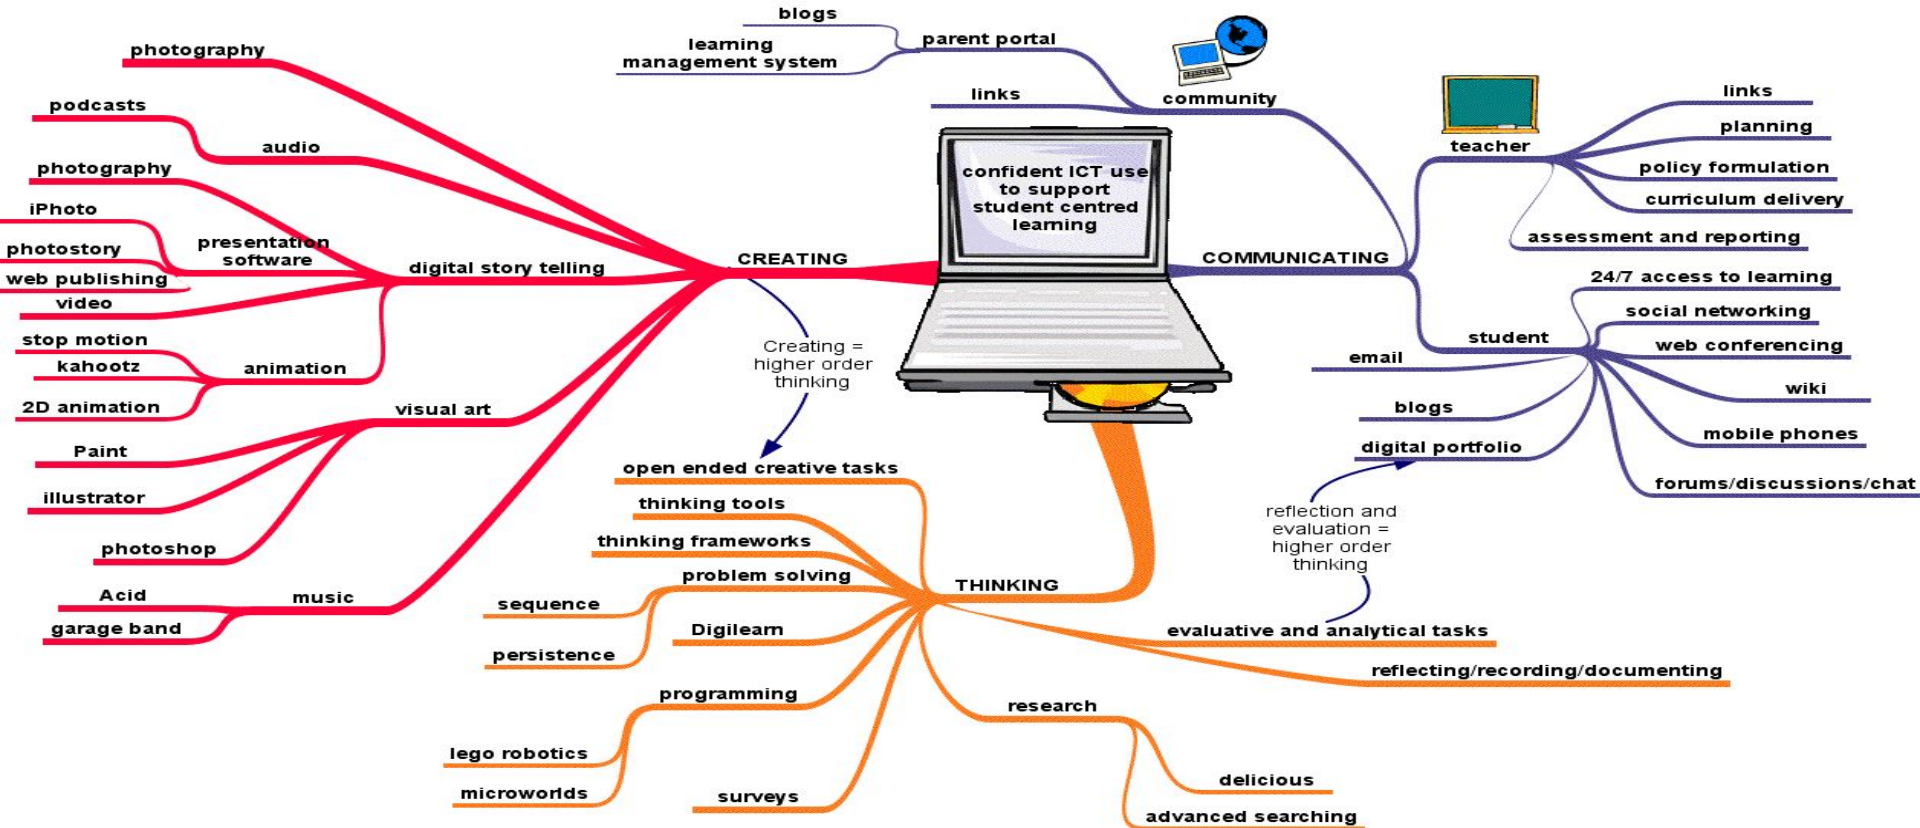 confident ICT use
to support
student centred
learning
CREATING
photography
audio
podcasts
digital story telling
photography
presentation
software
iPhoto
photostory
web publishing
video
animation
stop motion
kahootz
2D animation
visual art
Paint
illustrator
photoshop
music
Acid
garage band
Creating =
higher order
thinking
COMMUNICATING
community
parent portal
blogs
learning
management system
links
teacher
links
planning
policy formulation
curriculum delivery
assessment and reporting
student
24/7 access to learning
social networking
web conferencing
wiki
mobile phones
forums/discussions/chat
email
blogs
digital portfolio
reflection and
evaluation =
higher order
thinking
THINKING
open ended creative tasks
thinking tools
thinking frameworks
problem solving
sequence
persistence
Digilearn
programming
lego robotics
microworlds
surveys
research
delicious
advanced searching
evaluative and analytical tasks
reflecting/recording/documenting